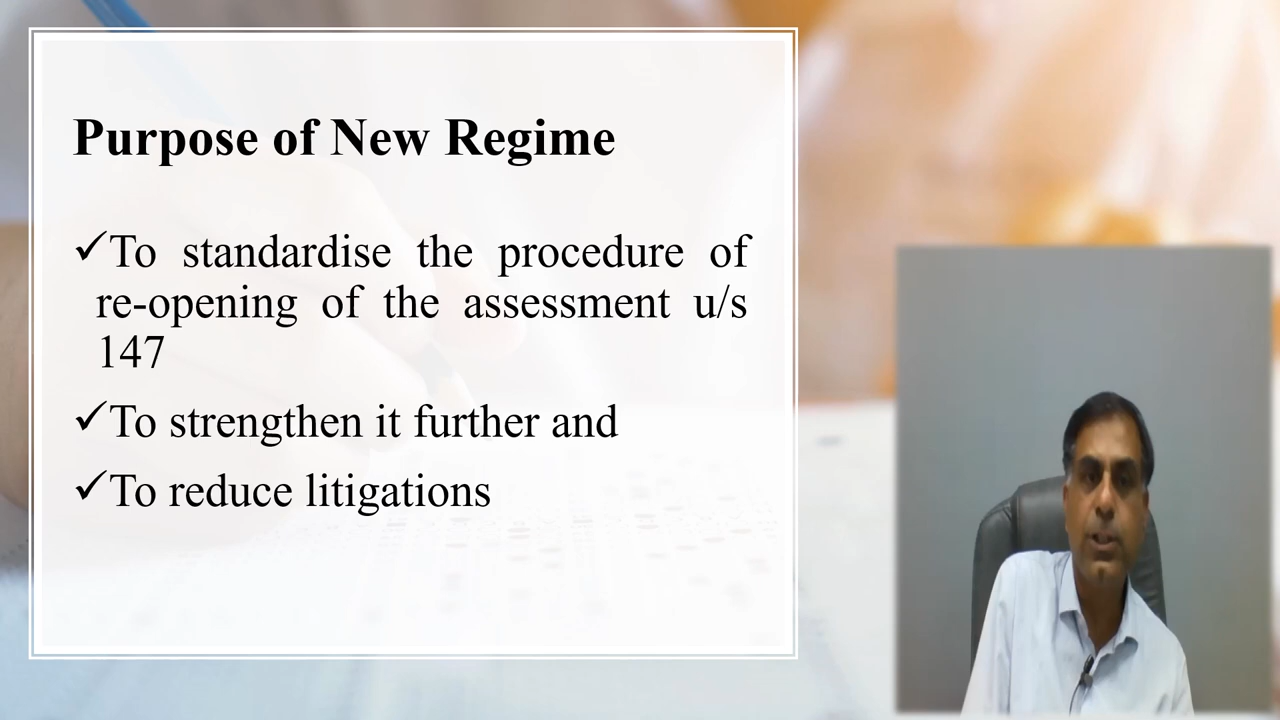 Purpose of New Regime
✓To standardise the procedure of
re-opening of the assessment u/s
147
✓To strengthen it further and
✓To reduce litigations